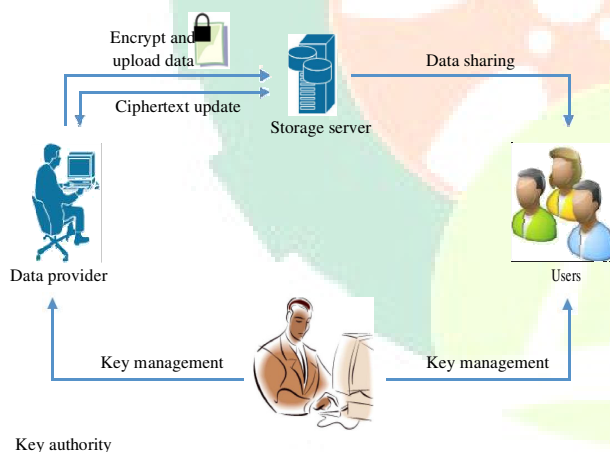 Encrypt and
upload data
Data sharing
Ciphertext update
Storage server
Data provider
Users
Key management
Key management
Key authority